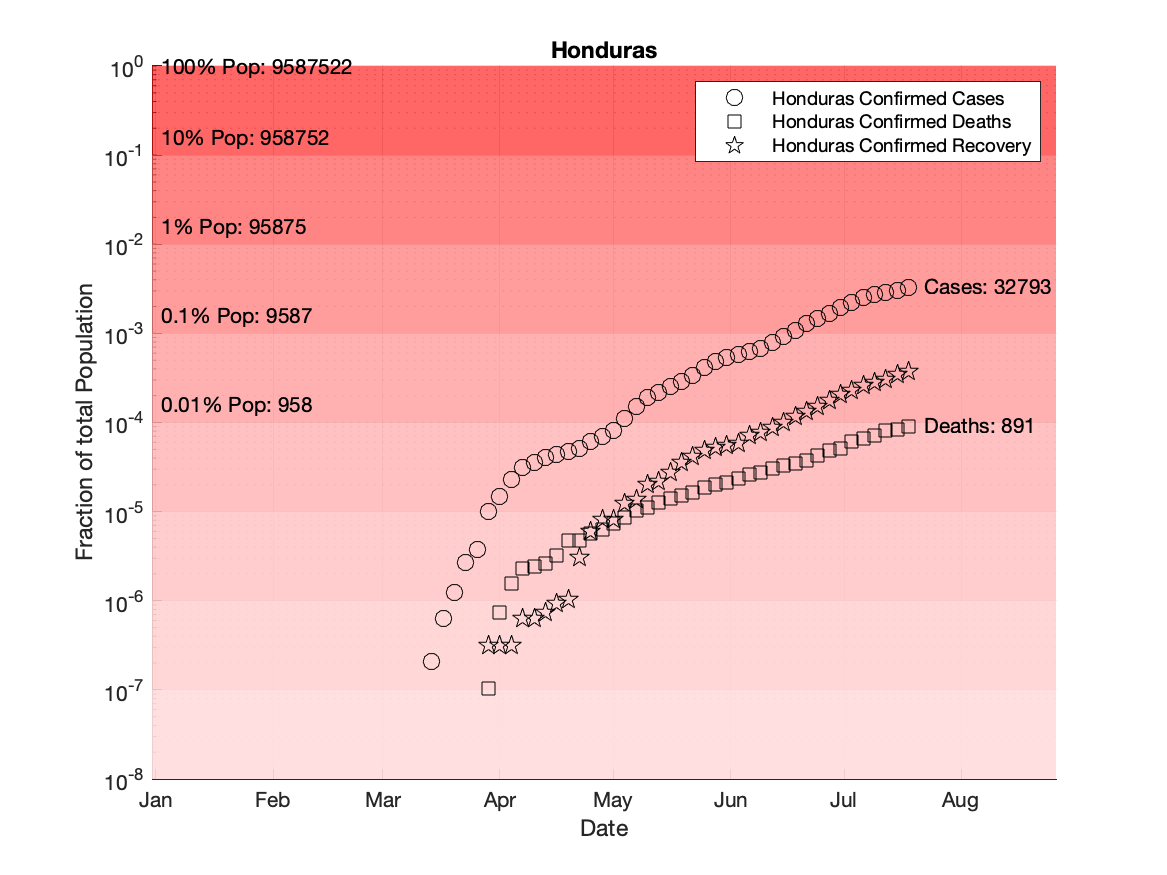 Honduras
10^0
100% Pop: 9587522
Honduras Confirmed Cases
Honduras Confirmed Deaths
Honduras Confirmed Recovery
10% Pop: 958752
10^-1
1% Pop: 95875
10^-2
Cases: 32793
0.1% Pop: 9587
10^-3
0.01% Pop: 958
10^-4
Deaths: 891
10^-5
10^-6
10^-7
10^-8
Fraction of total Population
Jan Feb Mar Apr May Jun Jul Aug
Date